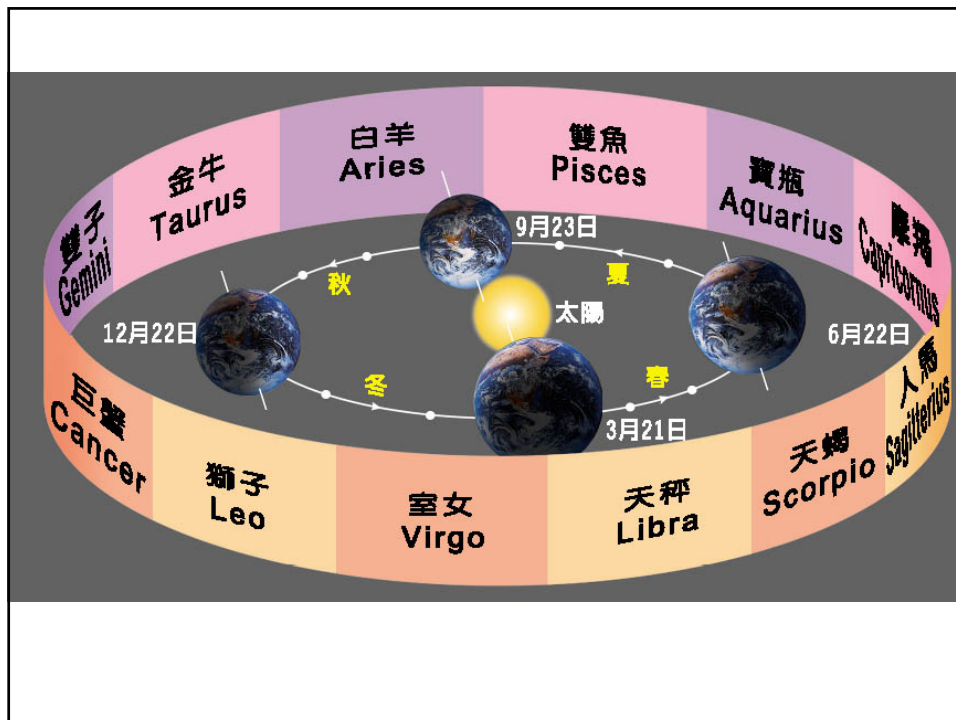 白羊
Aries
雙魚
Pisces
金牛
Taurus
寶瓶
Aquarius
雙子
Gemini
摩羯
Capricornus
9月23日
秋
夏
太陽
12月22日
6月22日
冬
春
3月21日
巨蟹
Cancer
獅子
Leo
室女
Virgo
天秤
Libra
天蠍
Scorpio
人馬
Sagitterius